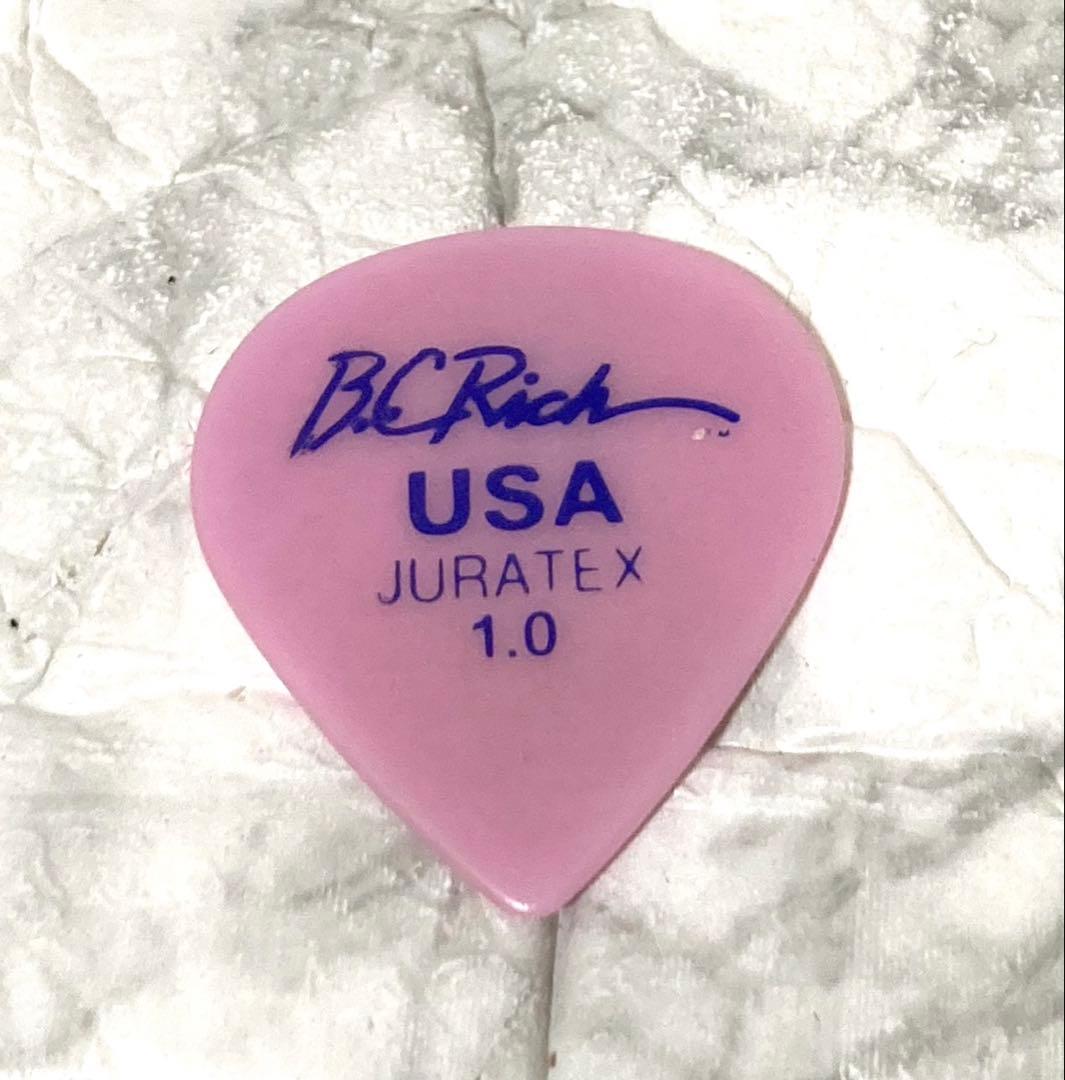 B.C. Rich
USA
JURATEX
1.0